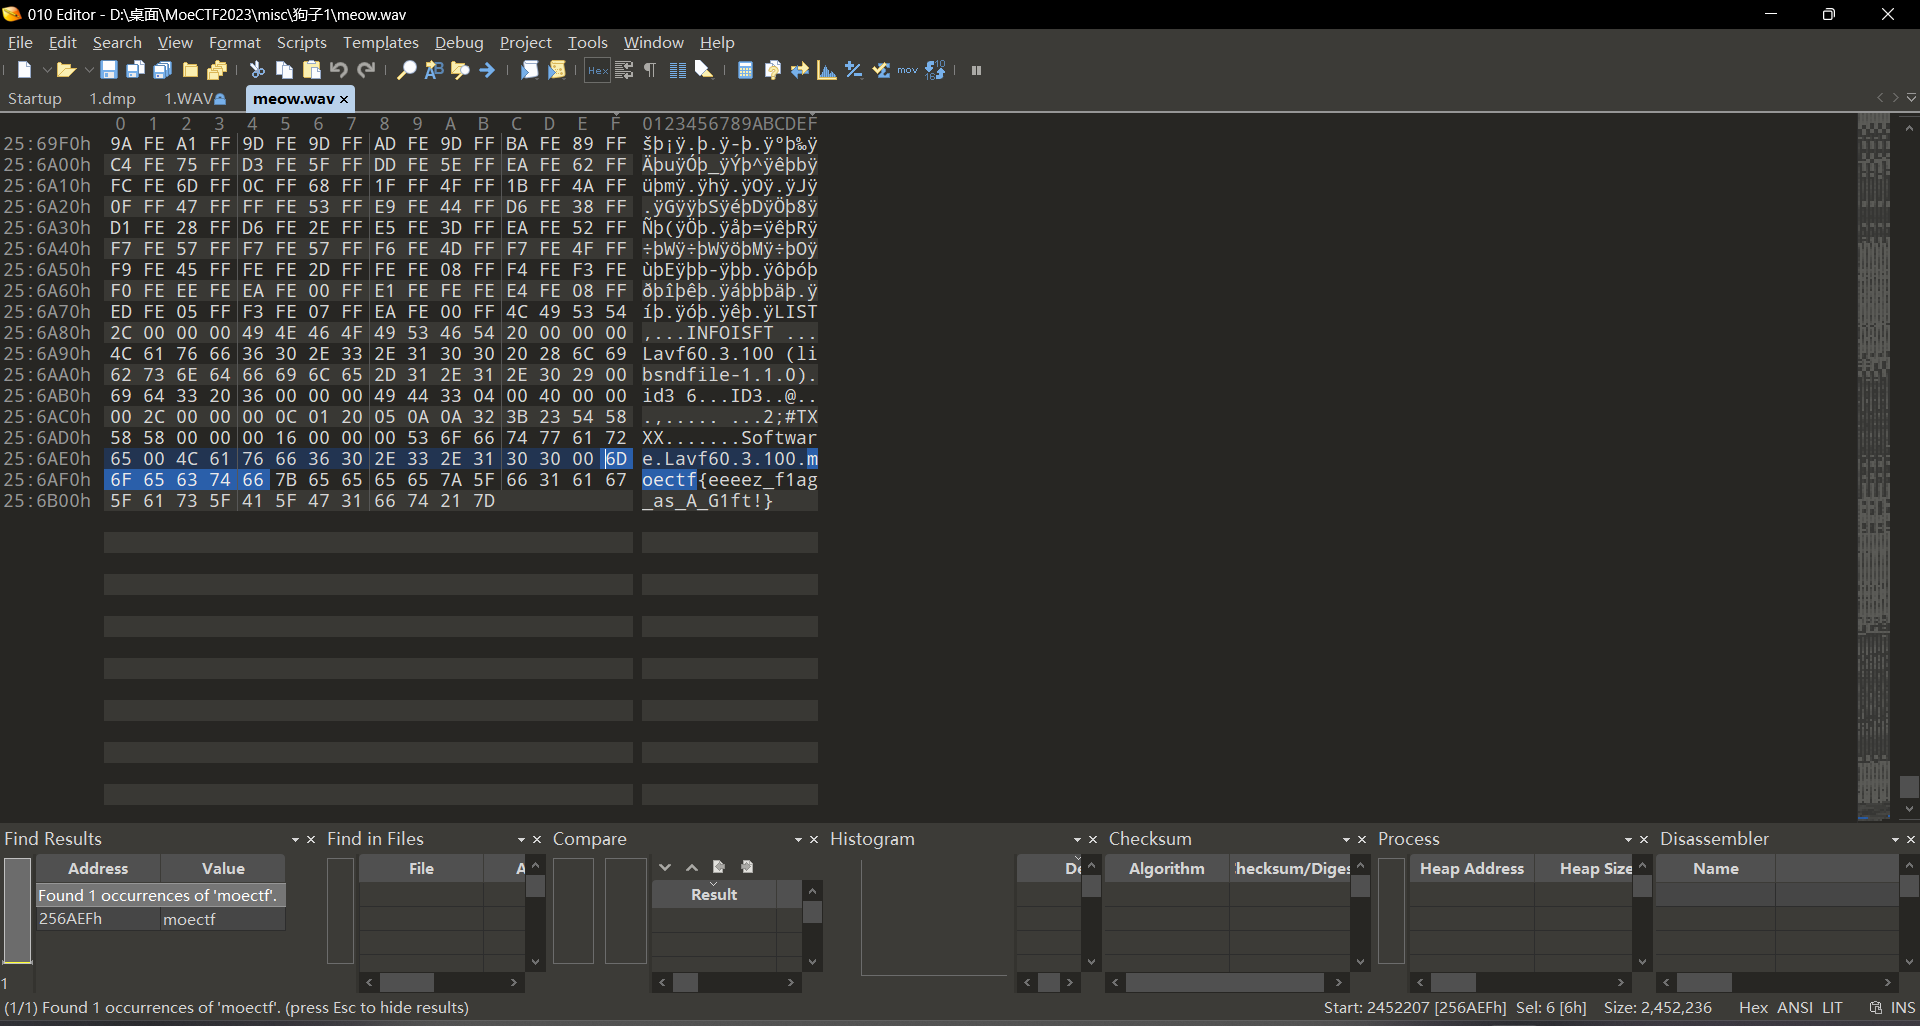 010 Editor - D:\桌面\MoeCTF2023\misc\狗子1\meow.wav
File Edit Search View Format Scripts Templates Debug Project Tools Window Help
Startup 1.dmp 1.WAV meow.wav
0 1 2 3 4 5 6 7 8 9 A B C D E F 0123456789ABCDEF
25:69F0h 9A FE A1 FF 9D FE 9D FF AD FE 9D FF BA FE 89 FF šþ¡ÿ.þ.ÿ-þ.ÿºþ‰ÿ
25:6A00h C4 FE 75 FF D3 FE 5F FF DD FE 5E FF EA FE 62 FF ÄþuÿÓþ_ÿÝþ^ÿêþbÿ
25:6A10h FC FE 6D FF 0C FF 68 FF 1F FF 4F FF 1B FF 4A FF üþmÿ.ÿhÿ.ÿOÿ.ÿJÿ
25:6A20h 0F FF 47 FF FF FE 53 FF E9 FE 44 FF D6 FE 38 FF .ÿGÿÿþSÿéþDÿÖþ8ÿ
25:6A30h D1 FE 28 FF D6 FE 2E FF E5 FE 3D FF EA FE 52 FF Ñþ(ÿÖþ.ÿåþ=ÿêþRÿ
25:6A40h F7 FE 57 FF F7 FE 57 FF F6 FE 4D FF F7 FE 4F FF ÷þWÿ÷þWÿöþMÿ÷þOÿ
25:6A50h F9 FE 45 FF FE FE 2D FF FE FE 08 FF F4 FE F3 FE ùþEÿþþ-ÿþþ.ÿôþóþ
25:6A60h F0 FE EE FE EA FE 00 FF E1 FE FE FE E4 FE 08 FF ðþîþêþ.ÿáþþþäþ.ÿ
25:6A70h ED FE 05 FF F3 FE 07 FF EA FE 00 FF 4C 49 53 54 íþ.ÿóþ.ÿêþ.ÿLIST
25:6A80h 2C 00 00 00 49 4E 46 4F 49 53 46 54 20 00 00 00 ,...INFOISFT ...
25:6A90h 4C 61 76 66 36 30 2E 33 2E 31 30 30 20 28 6C 69 Lavf60.3.100 (li
25:6AA0h 62 73 6E 64 66 69 6C 65 2D 31 2E 31 2E 30 29 00 bsndfile-1.1.0).
25:6AB0h 69 64 33 20 36 00 00 00 49 44 33 04 00 40 00 00 id3 6...ID3..@..
25:6AC0h 00 2C 00 00 00 0C 01 20 05 0A 0A 32 3B 23 54 58 .,..... ...2;#TX
25:6AD0h 58 58 00 00 00 16 00 00 00 53 6F 66 74 77 61 72 XX.......Softwar
25:6AE0h 65 00 4C 61 76 66 36 30 2E 33 2E 31 30 30 00 6D e.Lavf60.3.100.m
25:6AF0h 6F 65 63 74 66 7B 65 65 65 65 7A 5F 66 31 61 67 oectf{eeeez_f1ag
25:6B00h 5F 61 73 5F 41 5F 47 31 66 74 21 7D _as_A_G1ft!}
Find Results Find in Files Compare Histogram Checksum Process Disassembler
Address Value File A Result De Algorithm Checksum/Diges Heap Address Heap Size Name
Found 1 occurrences of 'moectf'.
256AEFh moectf
1
(1/1) Found 1 occurrences of 'moectf'. (press Esc to hide results) Start: 2452207 [256AEFh] Sel: 6 [6h] Size: 2,452,236 Hex ANSI LIT INS